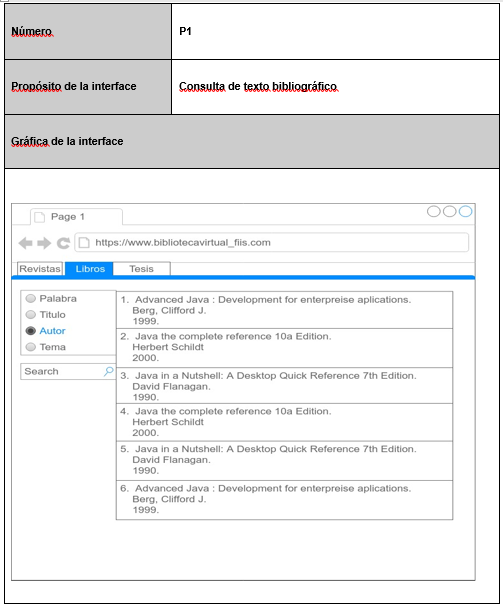 Número
P1
Propósito de la interface
Consulta de texto bibliográfico
Gráfica de la interface
Page 1
https://www.bibliotecavirtual_fiis.com
Revistas
Libros
Tesis
Palabra
Titulo
Autor
Tema
Search
1. Advanced Java : Development for enterpreise aplications.
Berg, Clifford J.
1999.
2. Java the complete reference 10a Edition.
Herbert Schildt
2000.
3. Java in a Nutshell: A Desktop Quick Reference 7th Edition.
David Flanagan.
1990.
4. Java the complete reference 10a Edition.
Herbert Schildt
2000.
5. Java in a Nutshell: A Desktop Quick Reference 7th Edition.
David Flanagan.
1990.
6. Advanced Java : Development for enterpreise aplications.
Berg, Clifford J.
1999.